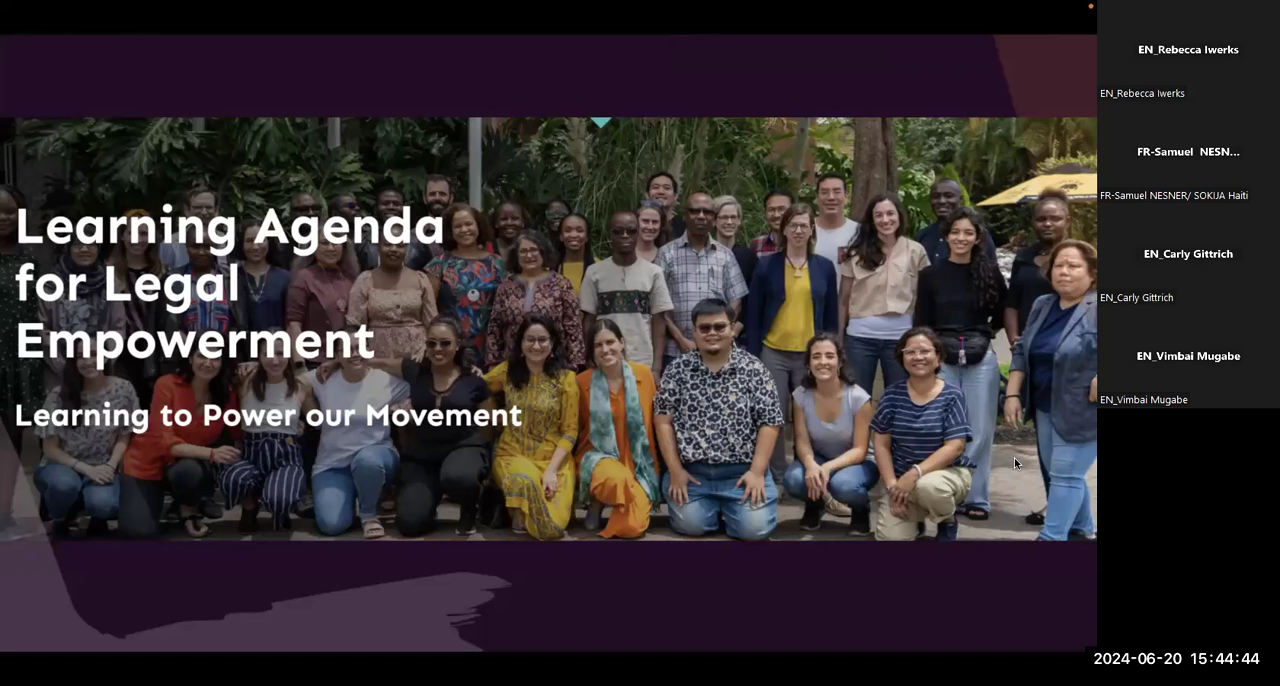 Learning Agenda
for Legal
Empowerment
Learning to Power our Movement
EN_Rebecca Iwerks
EN_Rebecca Iwerks
FR-Samuel NESN...
FR-Samuel NESNER/ SOKIJA Haiti
EN_Carly Gittrich
EN_Carly Gittrich
EN_Vimbai Mugabe
EN_Vimbai Mugabe
2024-06-20 15:44:44